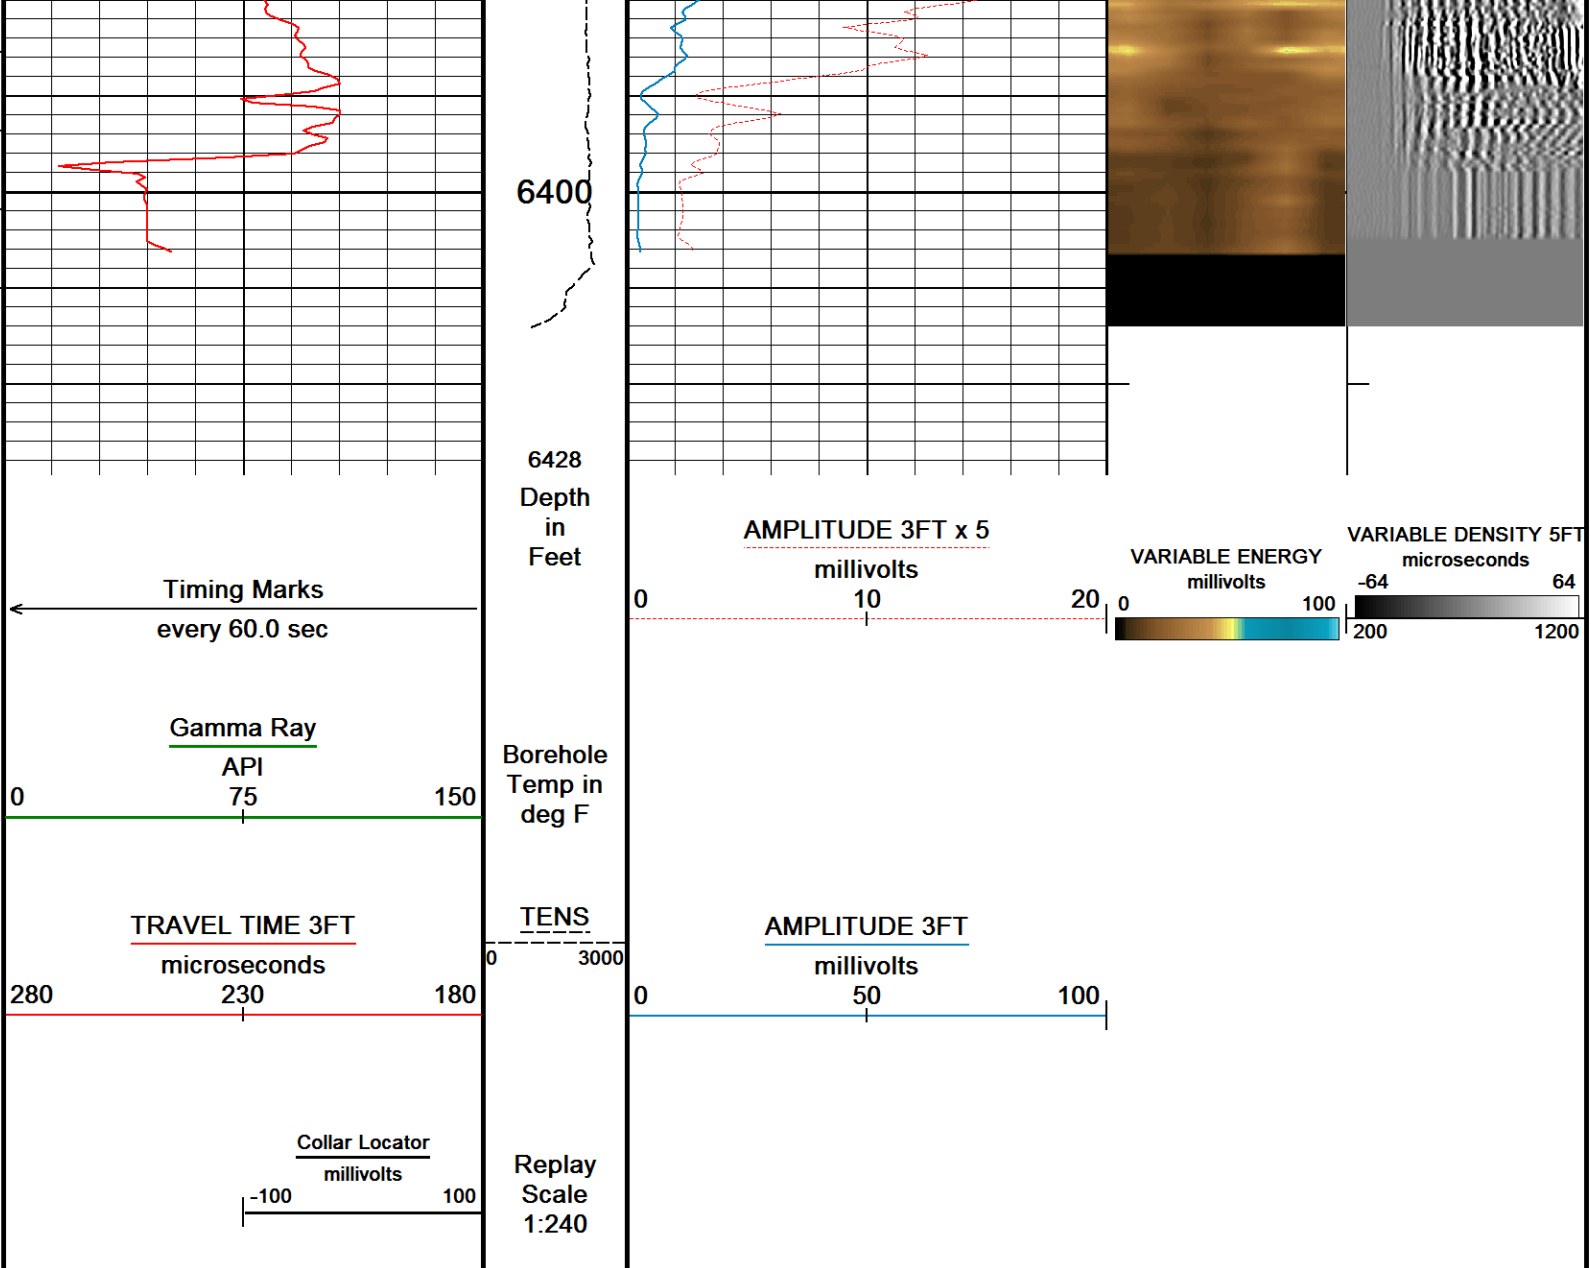 6400
6428
Depth
in
Feet
Timing Marks
every 60.0 sec
Gamma Ray
API
0 75 150
TRAVEL TIME 3FT
microseconds
280 230 180
Collar Locator
millivolts
-100 100
Borehole
Temp in
deg F
TENS
0 3000
Replay
Scale
1:240
AMPLITUDE 3FT x 5
millivolts
0 10 20
AMPLITUDE 3FT
millivolts
0 50 100
VARIABLE ENERGY
millivolts
0 100
VARIABLE DENSITY 5FT
microseconds
-64 64
200 1200